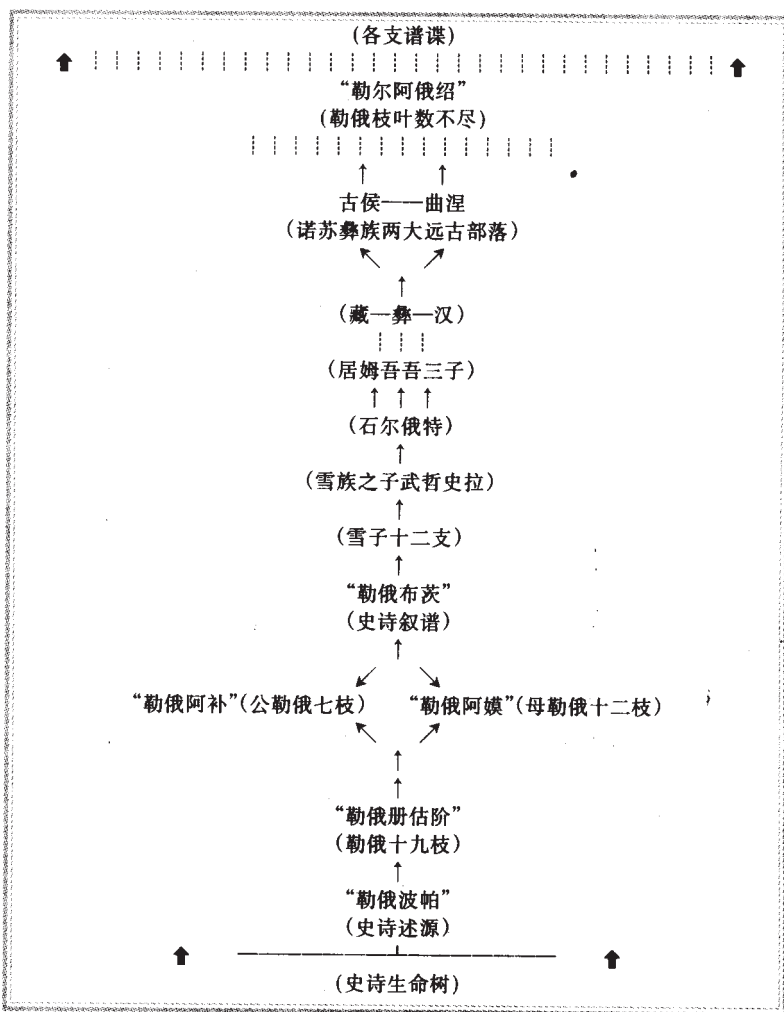 (各支谱谍)
“勒尔阿俄绍”
(勒俄枝叶数不尽)
古侯——曲涅
(诺苏彝族两大远古部落)
(藏—彝—汉)
(居姆吾吾三子)
(石尔俄特)
(雪族之子武哲史拉)
(雪子十二支)
“勒俄布茨”
(史诗叙谱)
“勒俄阿补”(公勒俄七枝) “勒俄阿嫫”(母勒俄十二枝)
“勒俄册估阶”
(勒俄十九枝)
“勒俄波帕”
(史诗述源)
(史诗生命树)